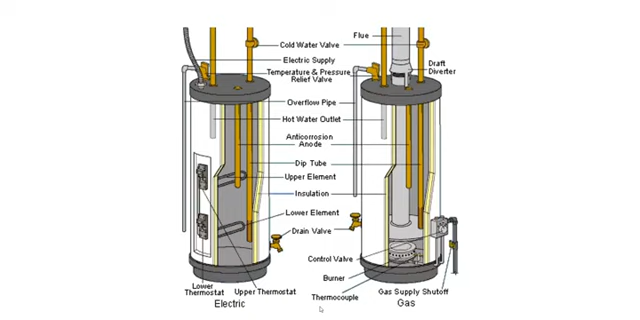 Flue
Cold Water Valve
Draft
Diverter
Electric Supply
Temperature & Pressure
Relief Valve
Overflow Pipe
Hot Water Outlet
Anticorrosion
Anode
Dip Tube
Upper Element
Insulation
Lower Element
Drain Valve
Control Valve
Burner
Lower
Thermostat
Upper Thermostat
Thermocouple
Gas Supply Shutoff
Electric
Gas